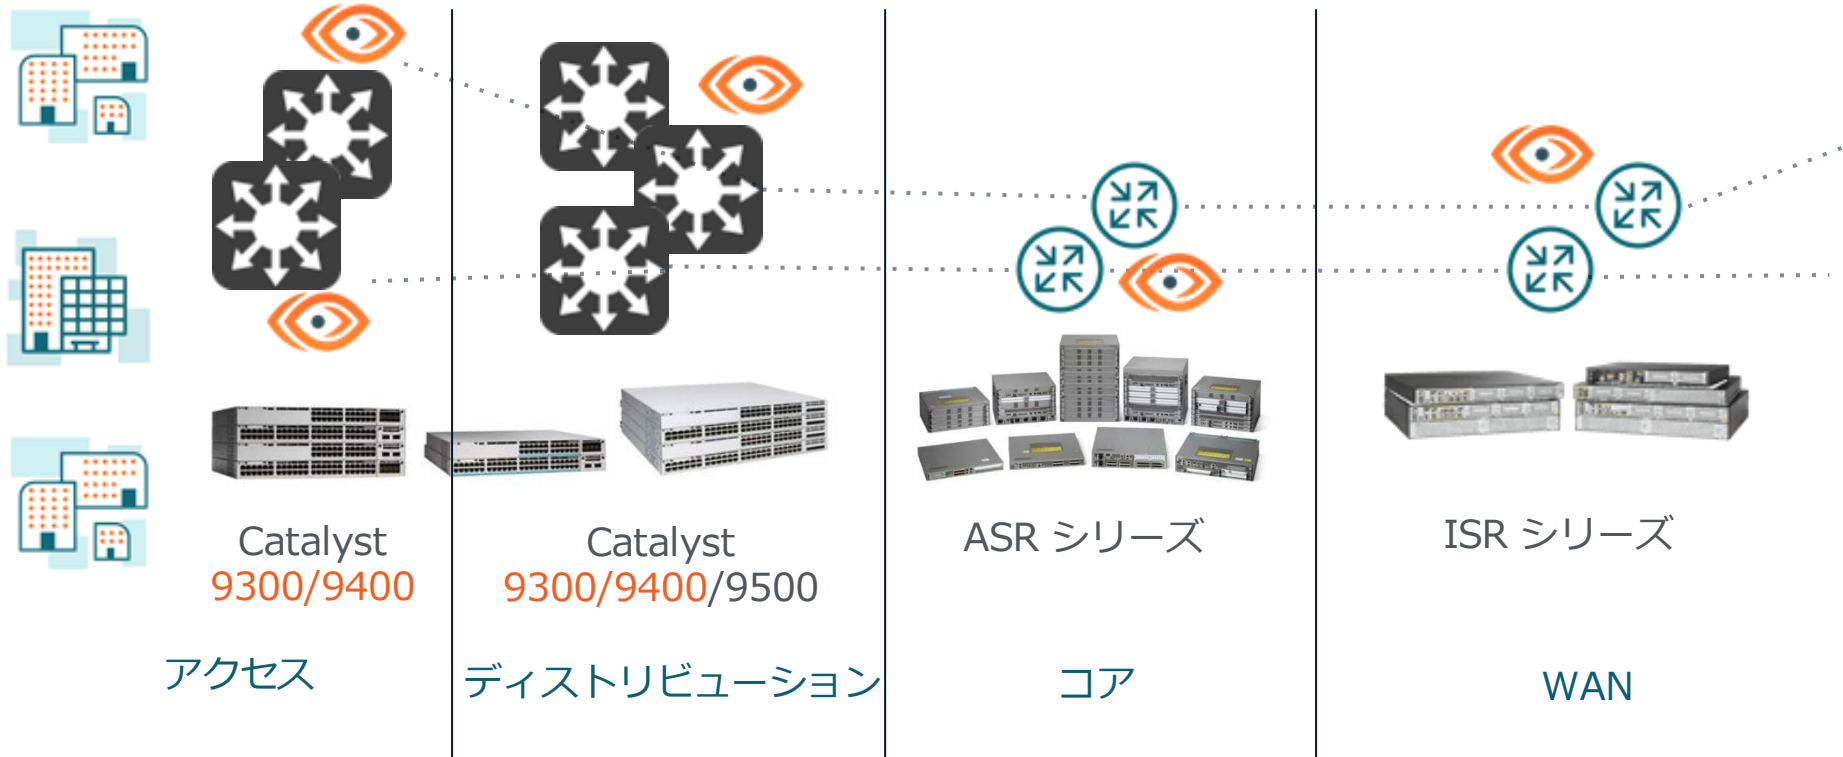 Catalyst
9300/9400
Catalyst
9300/9400/9500
ASR シリーズ
ISR シリーズ
アクセス
ディストリビューション
コア
WAN